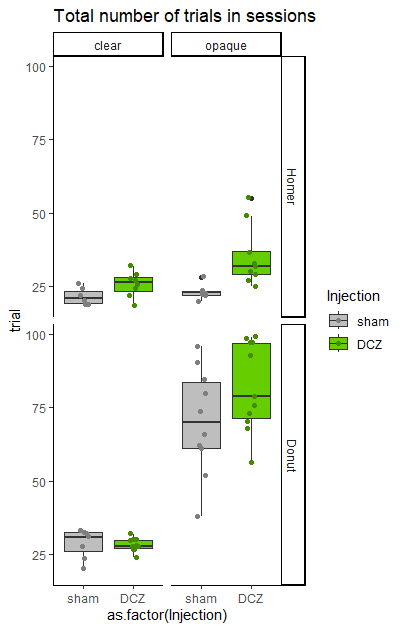 Total number of trials in sessions
clear
opaque
100
75
50
25
Homer
trial
Injection
sham
DCZ
100
75
50
25
Donut
sham
DCZ
sham
DCZ
as.factor(Injection)